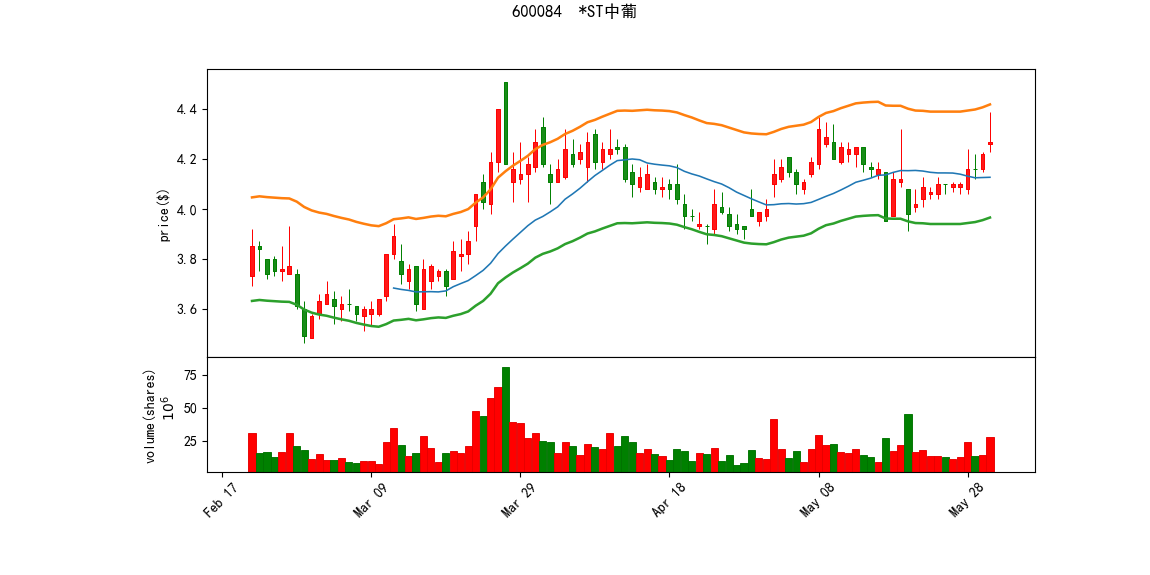 600084 *ST中葡
price($)
4.4
4.2
4.0
3.8
3.6
volume(shares)
10^6
75
50
25
Feb 17
Mar 09
Mar 29
Apr 18
May 08
May 28